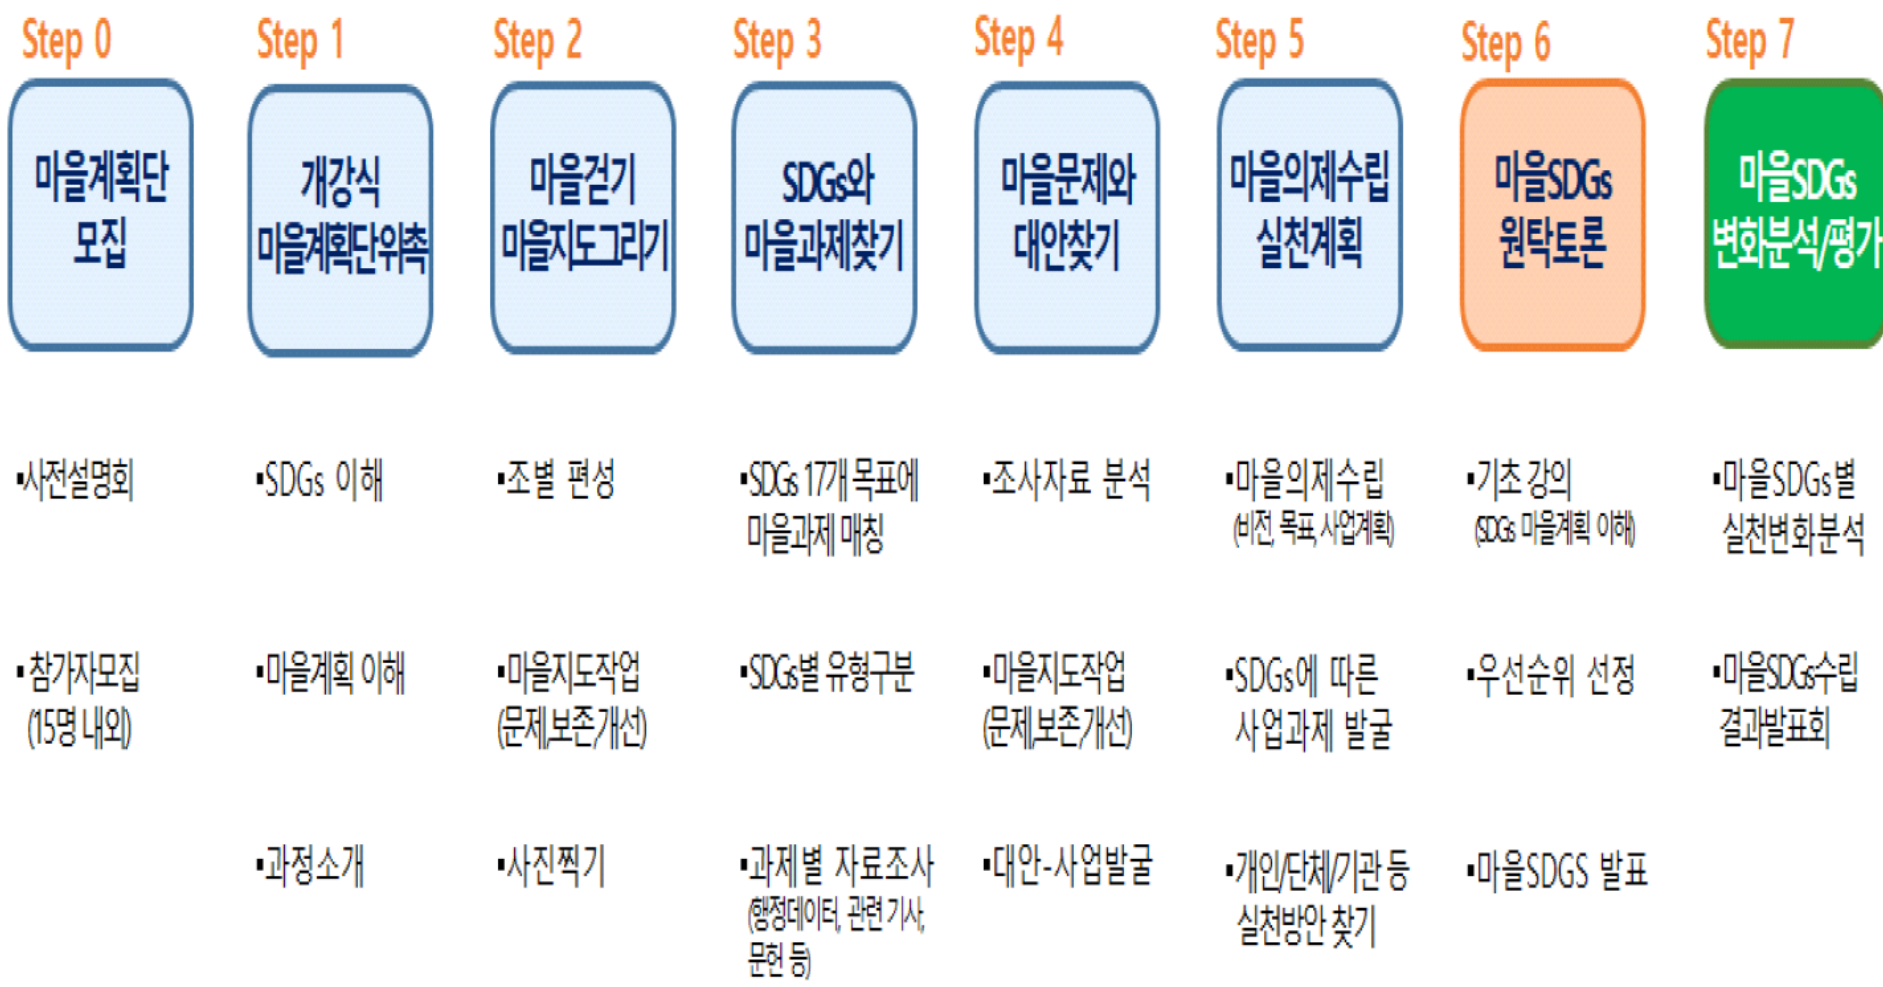 Step 0
마을계획단
모집
▪사전설명회
▪참가자모집
(15명 내외)
Step 1
개강식
마을계획단위촉
▪SDGs 이해
▪마을계획 이해
▪과정소개
Step 2
마을걷기
마을지도그리기
▪조별 편성
▪마을지도작업
(문제,보존,개선)
▪사진찍기
Step 3
SDGs와
마을과제찾기
▪SDGs 17개 목표에
마을과제 매칭
▪SDGs별 유형구분
▪과제별 자료조사
(행정데이터, 관련 기사,
문헌 등)
Step 4
마을문제와
대안찾기
▪조사자료 분석
▪마을지도작업
(문제,보존,개선)
▪대안-사업발굴
Step 5
마을의제수립
실천계획
▪마을의제수립
(비전, 목표, 사업계획)
▪SDGs에 따른
사업과제 발굴
▪개인/단체/기관 등
실천방안 찾기
Step 6
마을SDGs
원탁토론
▪기초 강의
(SDGs 마을계획 이해)
▪우선순위 선정
▪마을SDGS 발표
Step 7
마을SDGs
변화분석/평가
▪마을SDGs별
실천변화분석
▪마을SDGs수립
결과발표회